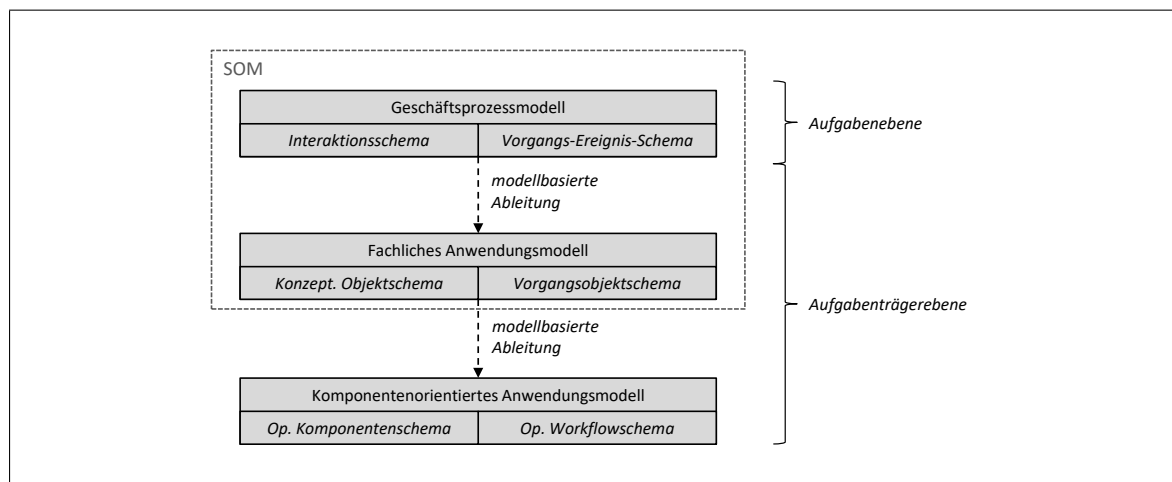 SOM
Geschäftsprozessmodell
Interaktionsschema
Vorgangs-Ereignis-Schema
Aufgabenebene
modellbasierte
Ableitung
Fachliches Anwendungsmodell
Konzept. Objektschema
Vorgangsobjektschema
Aufgabenträgerebene
modellbasierte
Ableitung
Komponentenorientiertes Anwendungsmodell
Op. Komponentenschema
Op. Workflowschema